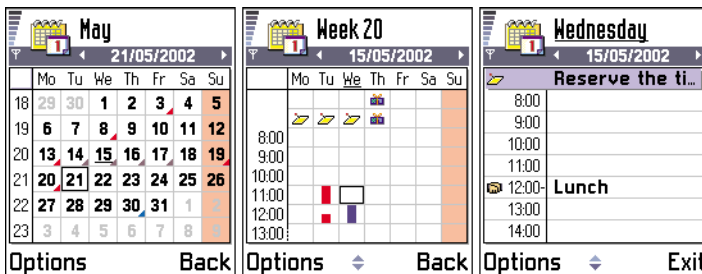 May
21/05/2002
Mo Tu We Th Fr Sa Su
18 29 30 1 2 3 4 5
19 6 7 8 9 10 11 12
20 13 14 15 16 17 18 19
21 20 21 22 23 24 25 26
22 27 28 29 30 31 1 2
23 3 4 5 6 7 8 9
Options Back
Week 20
15/05/2002
Mo Tu We Th Fr Sa Su
8:00
9:00
10:00
11:00
12:00
13:00
Options Back
Wednesday
15/05/2002
Reserve the ti...
8:00
9:00
10:00
11:00
12:00- Lunch
13:00
14:00
Options Exit